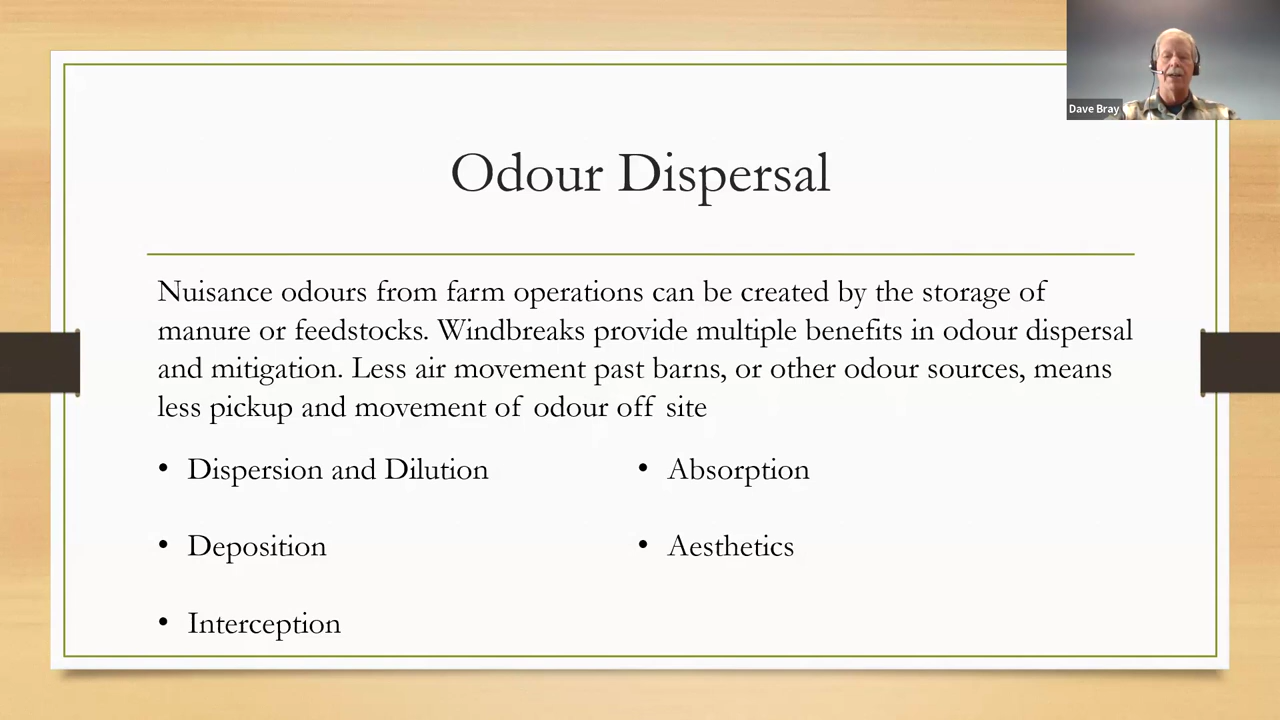 Dave Bray
Odour Dispersal
Nuisance odours from farm operations can be created by the storage of
manure or feedstocks. Windbreaks provide multiple benefits in odour dispersal
and mitigation. Less air movement past barns, or other odour sources, means
less pickup and movement of odour off site
• Dispersion and Dilution
• Deposition
• Interception
• Absorption
• Aesthetics